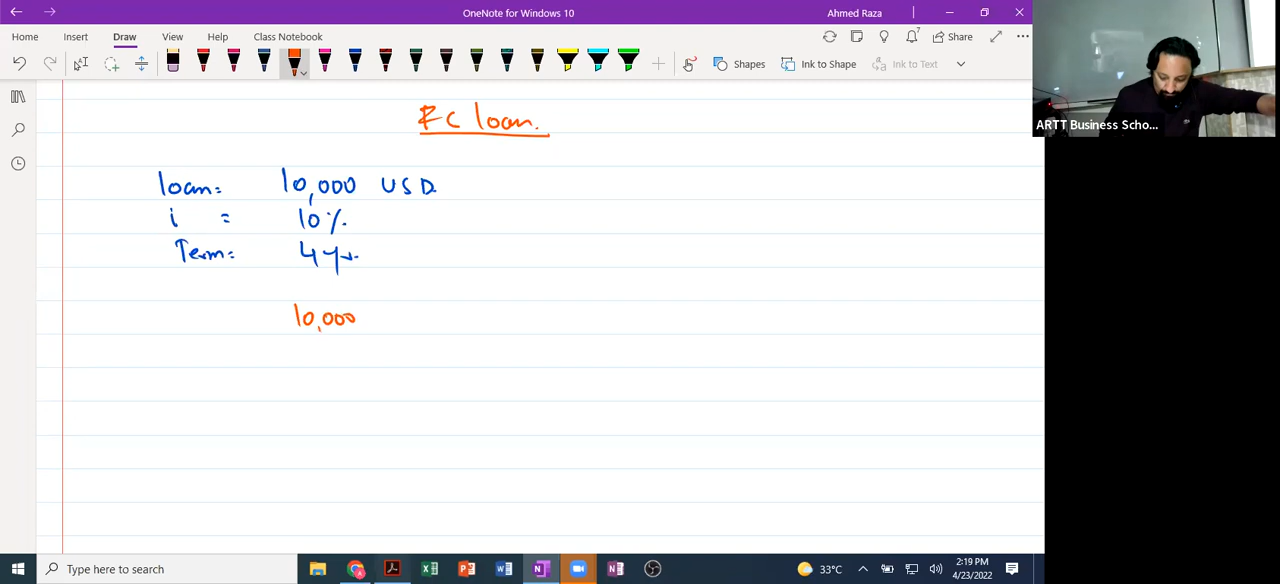 OneNote for Windows 10
Ahmed Raza
Home Insert Draw View Help Class Notebook
Share
Shapes Ink to Shape Ink to Text
ARTT Business Scho...
FC loan.
loan= 10,000 USD.
i = 10%.
Term= 4yr.
10,000
Type here to search
33°C
2:19 PM
4/23/2022